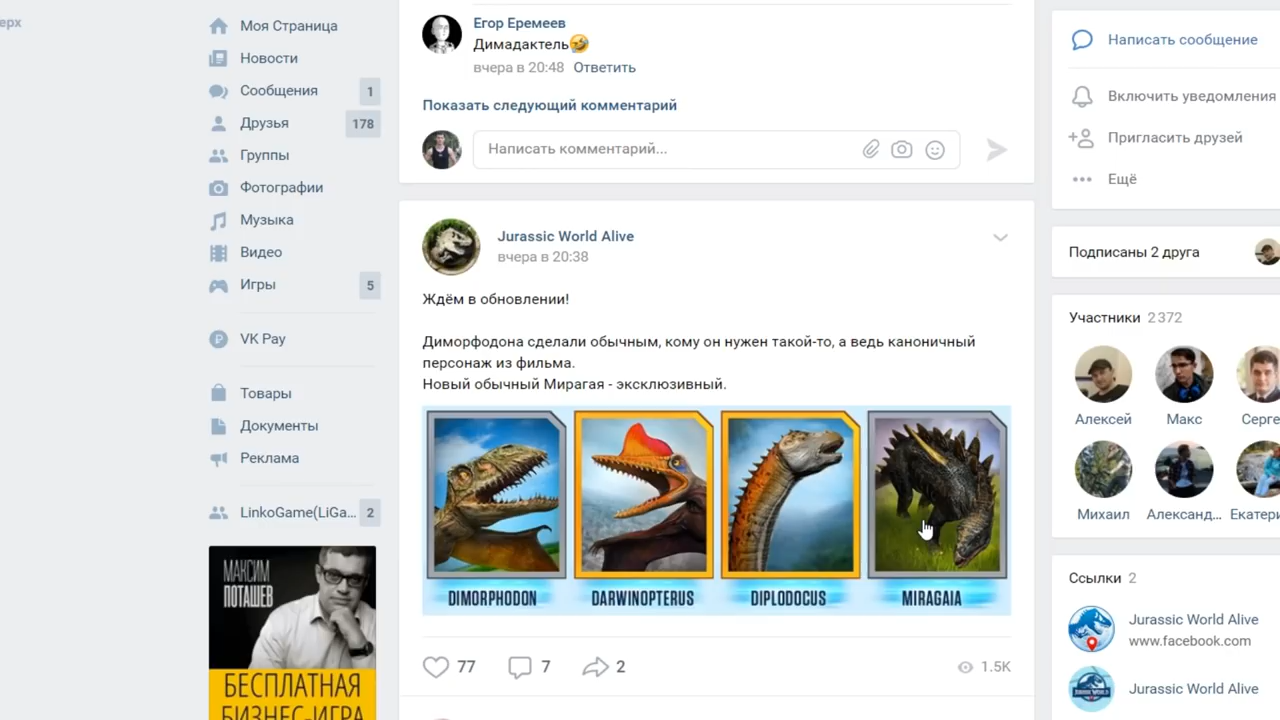 ерх
Моя Страница
Новости
Сообщения 1
Друзья 178
Группы
Фотографии
Музыка
Видео
Игры 5
VK Pay
Товары
Документы
Реклама
LinkoGame(LiGa... 2
МАКСИМ
ПОТАШЕВ
БЕСПЛАТНАЯ
БИЗНЕС-ИГРА
Егор Еремеев
Димадактель🤣
вчера в 20:48 Ответить
Показать следующий комментарий
Написать комментарий...
Jurassic World Alive
вчера в 20:38
Ждём в обновлении!
Диморфодона сделали обычным, кому он нужен такой-то, а ведь каноничный
персонаж из фильма.
Новый обычный Мирагая - эксклюзивный.
DIMORPHODON DARWINOPTERUS DIPLODOCUS MIRAGAIA
77 7 2 1.5K
Написать сообщение
Включить уведомления
Пригласить друзей
Ещё
Подписаны 2 друга
Участники 2 372
Алексей Макс Серге
Михаил Александ... Екатери
Ссылки 2
Jurassic World Alive
www.facebook.com
Jurassic World Alive